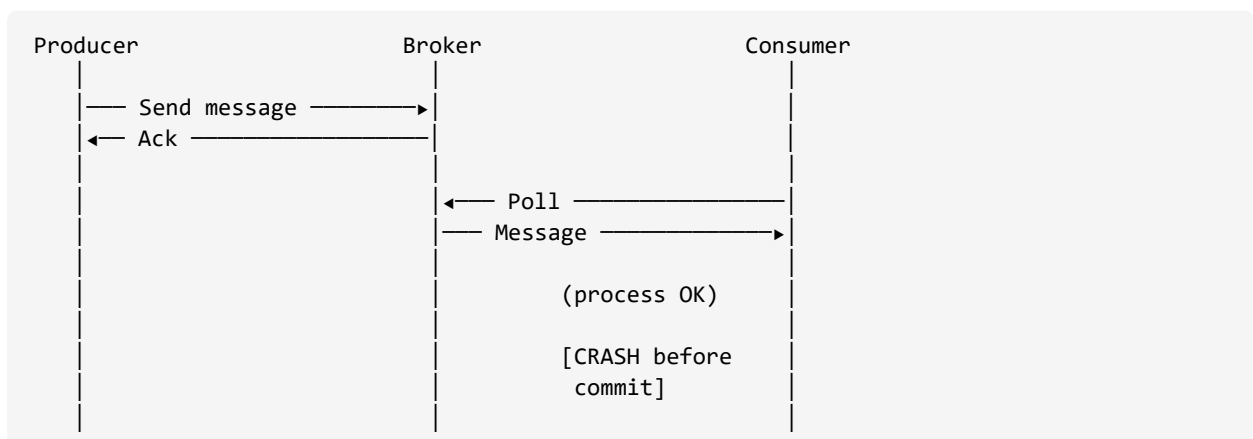 Producer Broker Consumer
Send message
Ack
Poll
Message
(process OK)
[CRASH before
commit]